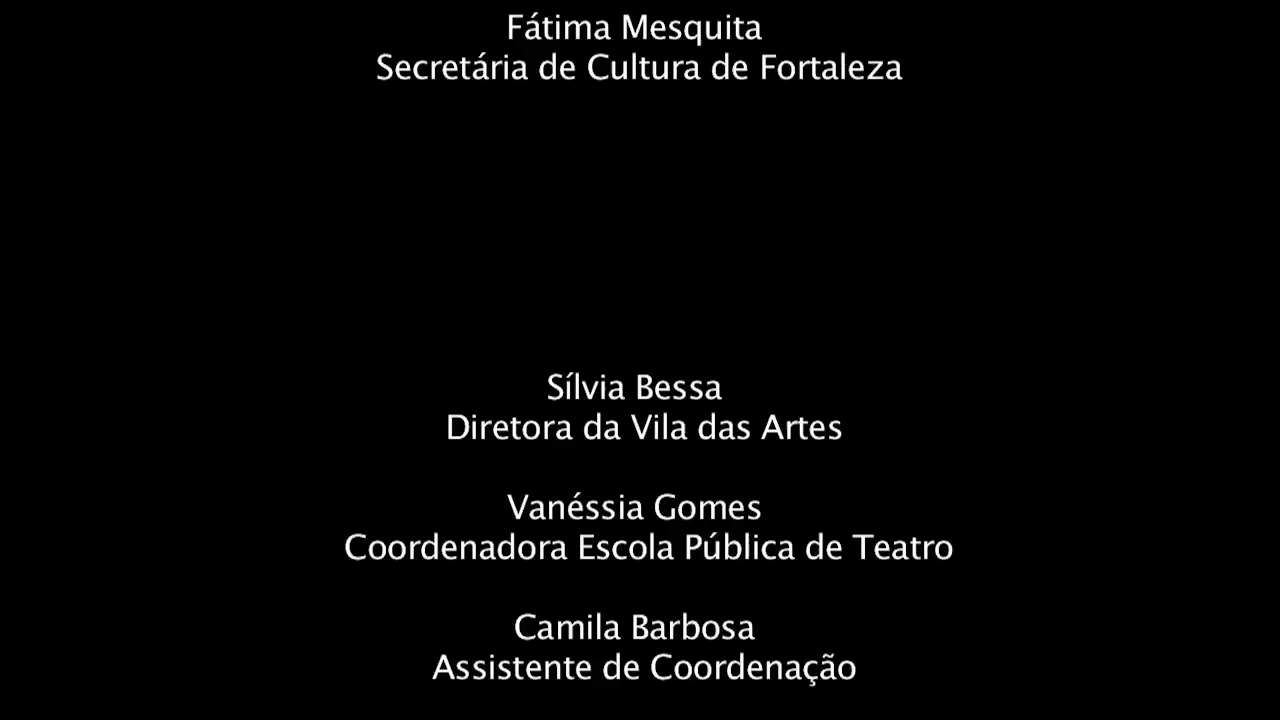 Fátima Mesquita
Secretária de Cultura de Fortaleza
Sílvia Bessa
Diretora da Vila das Artes
Vanéssia Gomes
Coordenadora Escola Pública de Teatro
Camila Barbosa
Assistente de Coordenação